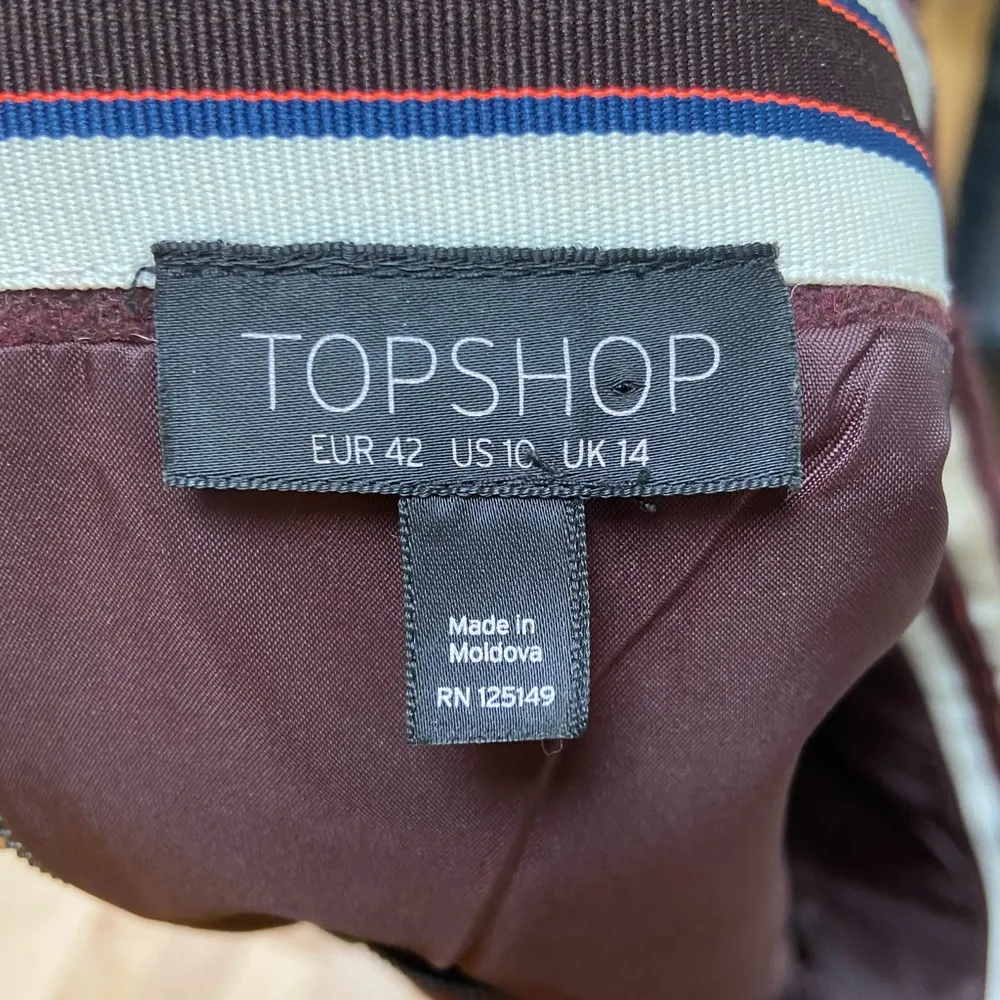 TOPSHOP
EUR 42 US 10 UK 14
Made in
Moldova
RN 125149